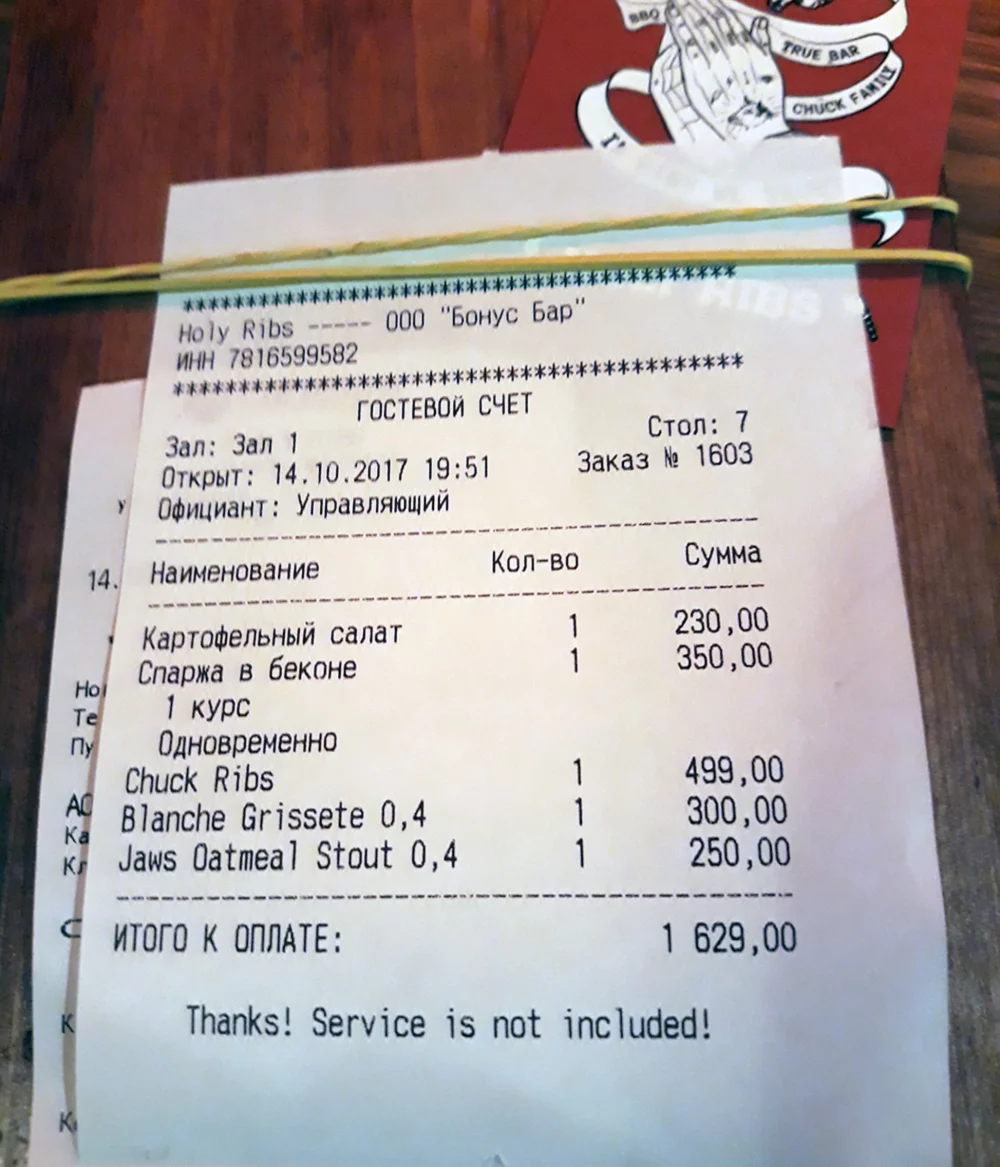 BBQ
TRUE BAR
CHUCK FAMILY
RIBS
****************************************
Holy Ribs ----- ООО "Бонус Бар"
ИНН 7816599582
****************************************
ГОСТЕВОЙ СЧЕТ
Зал: Зал 1 Стол: 7
Открыт: 14.10.2017 19:51 Заказ № 1603
Официант: Управляющий
Наименование Кол-во Сумма
Картофельный салат 1 230,00
Спаржа в беконе 1 350,00
1 курс
Одновременно
Chuck Ribs 1 499,00
Blanche Grissete 0,4 1 300,00
Jaws Oatmeal Stout 0,4 1 250,00
ИТОГО К ОПЛАТЕ: 1 629,00
Thanks! Service is not included!
14.